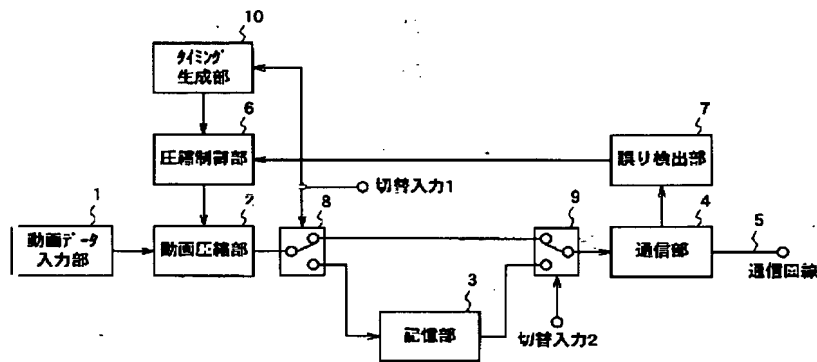 10
タイミング
生成部
6
圧縮制御部
7
誤り検出部
切替入力1
1
動画データ
入力部
2
動画圧縮部
8
9
4
通信部
5
通信回線
3
記憶部
切替入力2